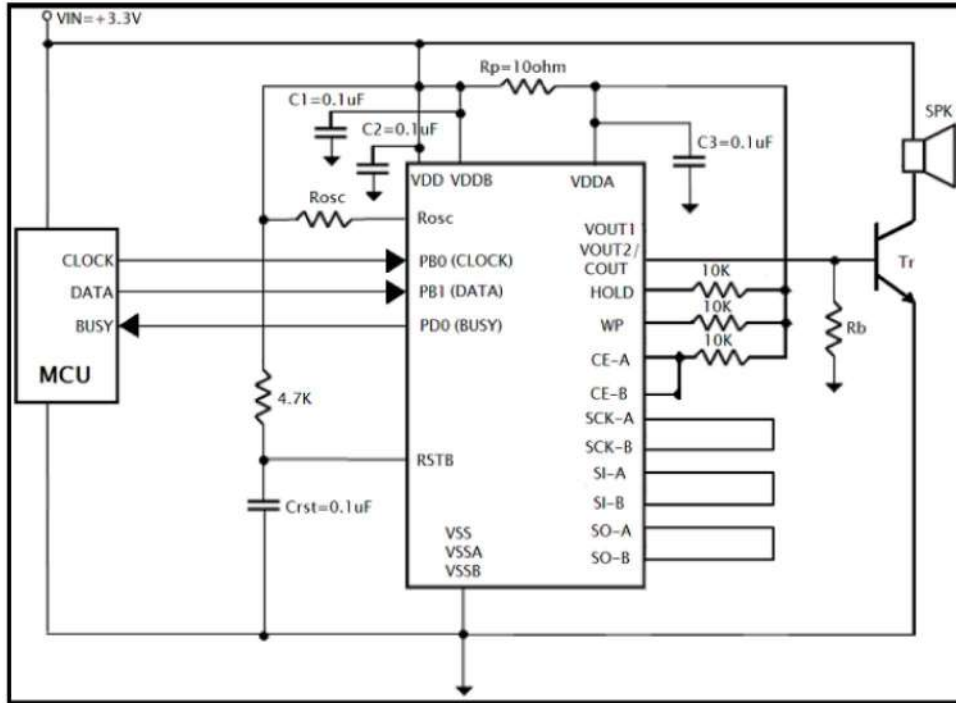 VIN=+3.3V
Rp=10ohm
C1=0.1uF
C2=0.1uF
C3=0.1uF
SPK
VDD VDDB
VDDA
Rosc
Rosc
VOUT1
VOUT2/
COUT
CLOCK
PB0 (CLOCK)
Tr
10K
DATA
PB1 (DATA)
HOLD
10K
BUSY
PD0 (BUSY)
WP
Rb
10K
MCU
CE-A
4.7K
CE-B
SCK-A
SCK-B
RSTB
SI-A
Crst=0.1uF
SI-B
VSS
SO-A
VSSA
SO-B
VSSB